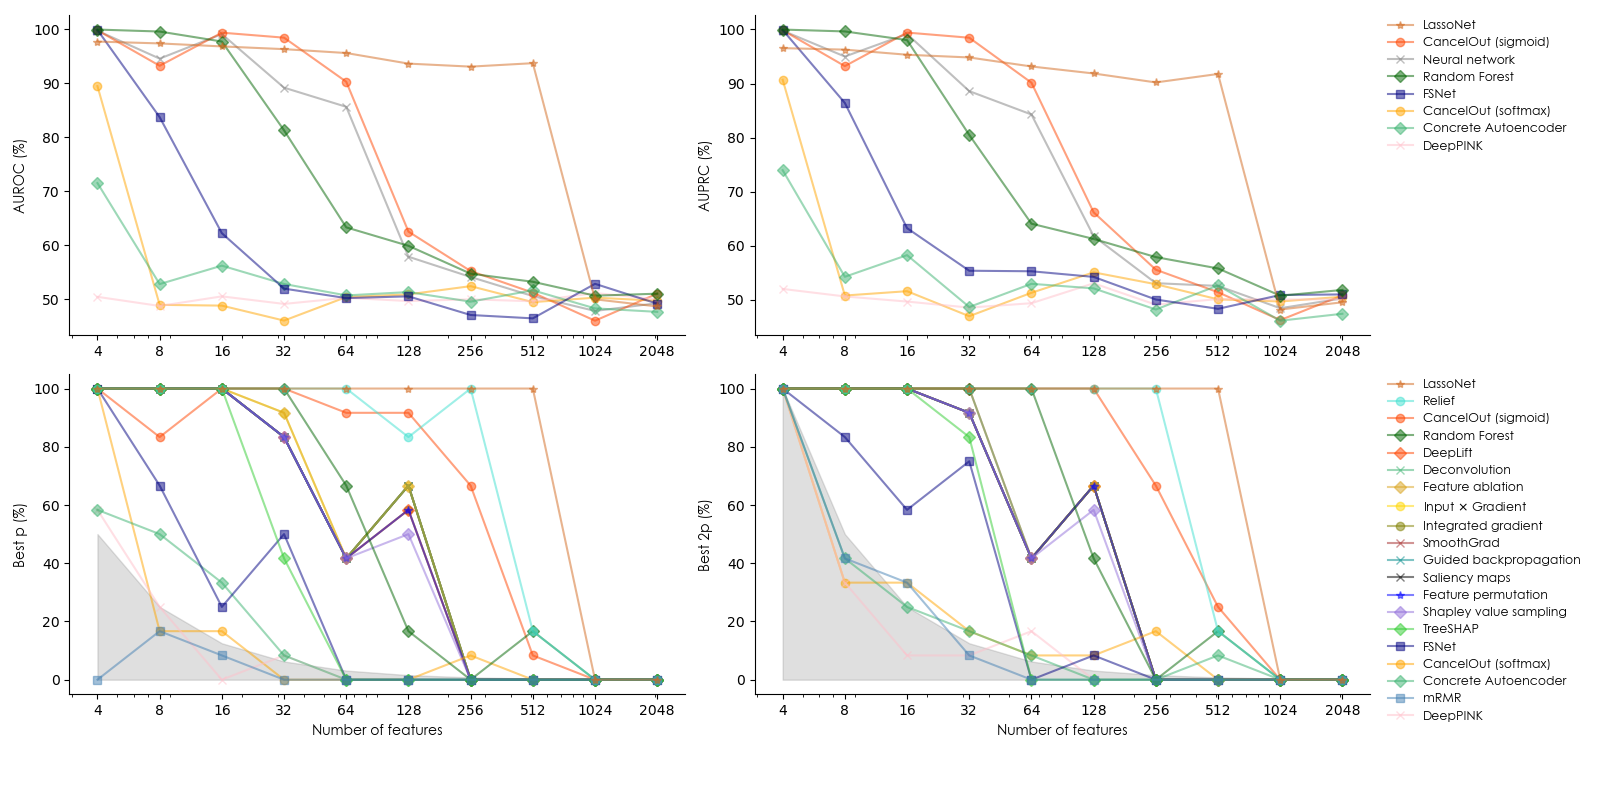 AUROC (%)
100
90
80
70
60
50
4 8 16 32 64 128 256 512 1024 2048
AUPRC (%)
100
90
80
70
60
50
4 8 16 32 64 128 256 512 1024 2048
LassoNet
CancelOut (sigmoid)
Neural network
Random Forest
FSNet
CancelOut (softmax)
Concrete Autoencoder
DeepPINK
Best p (%)
100
80
60
40
20
0
4 8 16 32 64 128 256 512 1024 2048
Number of features
Best 2p (%)
100
80
60
40
20
0
4 8 16 32 64 128 256 512 1024 2048
Number of features
LassoNet
Relief
CancelOut (sigmoid)
Random Forest
DeepLift
Deconvolution
Feature ablation
Input × Gradient
Integrated gradient
SmoothGrad
Guided backpropagation
Saliency maps
Feature permutation
Shapley value sampling
TreeSHAP
FSNet
CancelOut (softmax)
Concrete Autoencoder
mRMR
DeepPINK